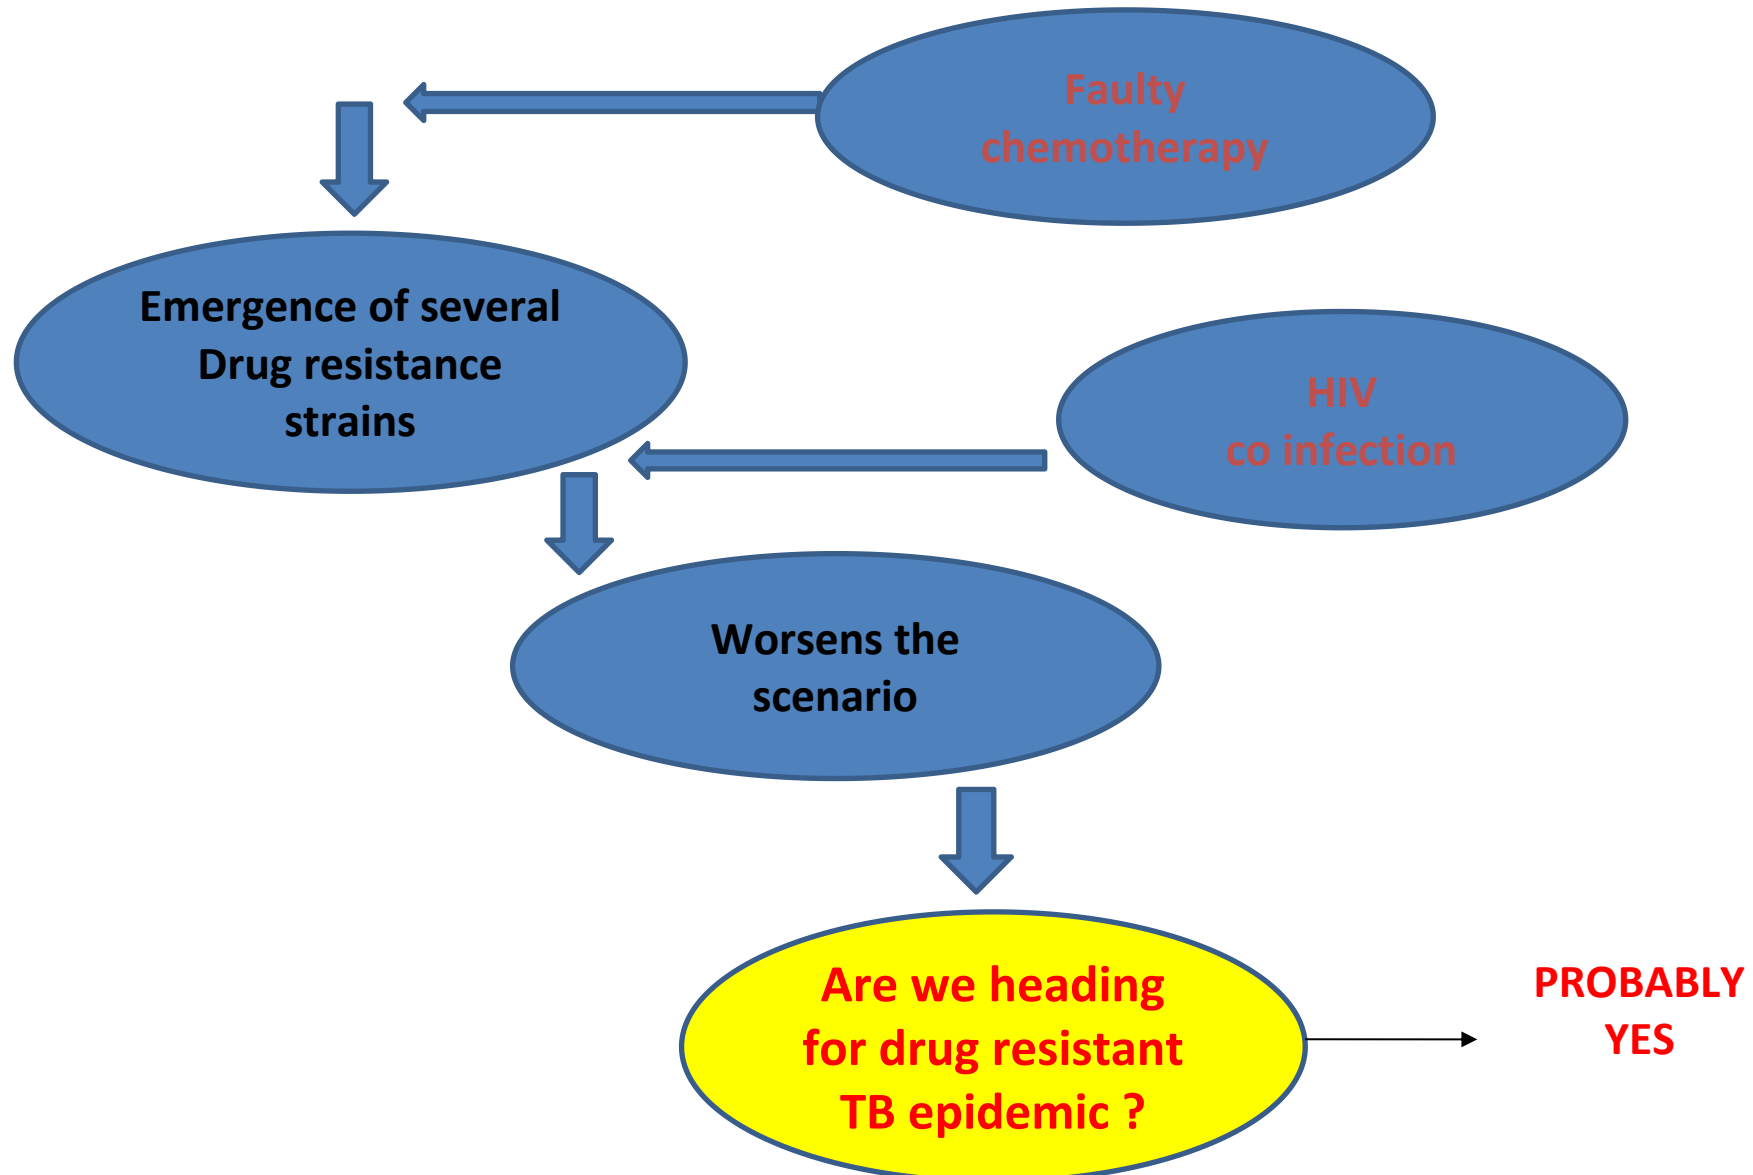 Faulty
chemotherapy
Emergence of several
Drug resistance
strains
HIV
co infection
Worsens the
scenario
Are we heading
for drug resistant
TB epidemic ?
PROBABLY
YES